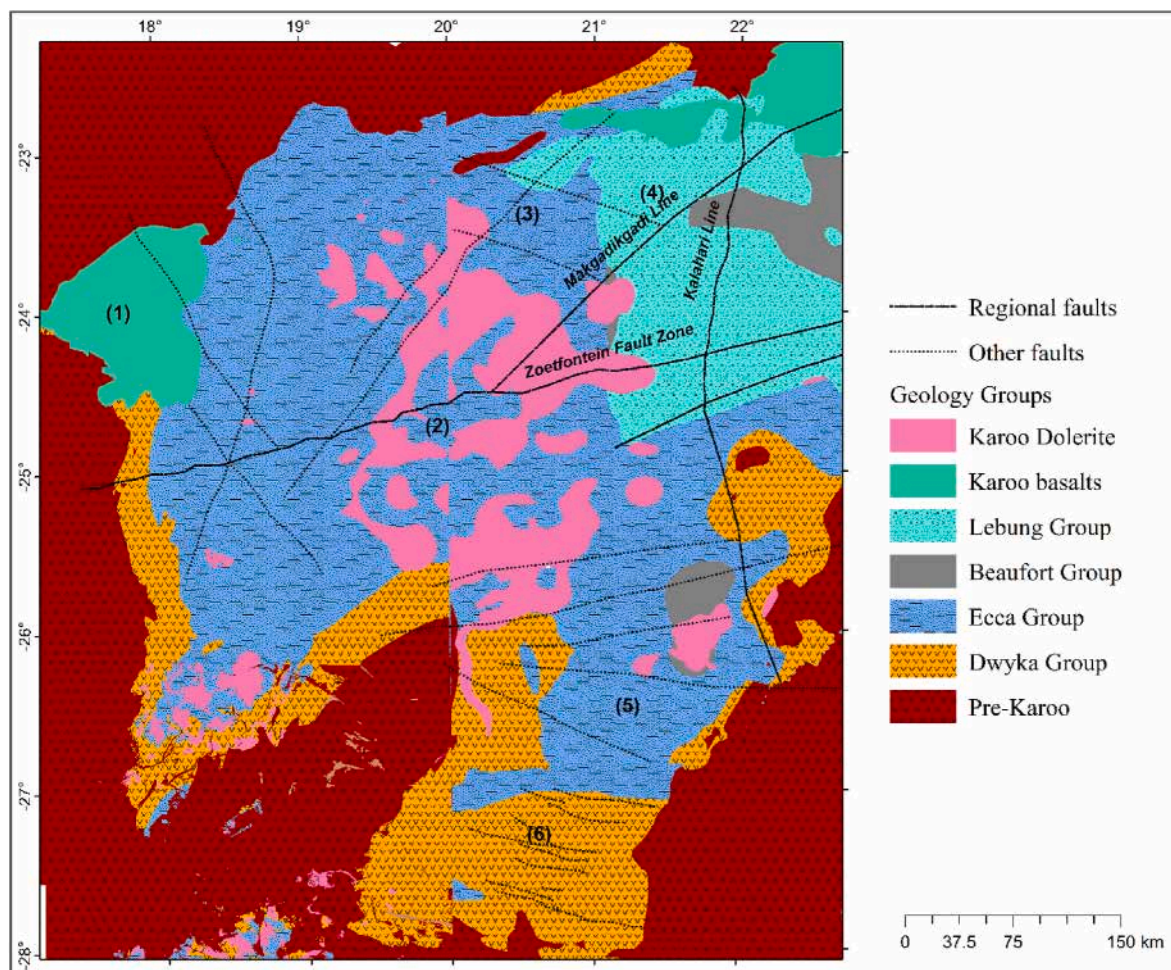 18°
19°
20°
21°
22°
-23°
-24°
-25°
-26°
-27°
-28°
(1)
(2)
(3)
(4)
(5)
(6)
Makgadikgadi Line
Kalahari Line
Zoetfontein Fault Zone
Regional faults
Other faults
Geology Groups
Karoo Dolerite
Karoo basalts
Lebung Group
Beaufort Group
Ecca Group
Dwyka Group
Pre-Karoo
0 37.5 75 150 km